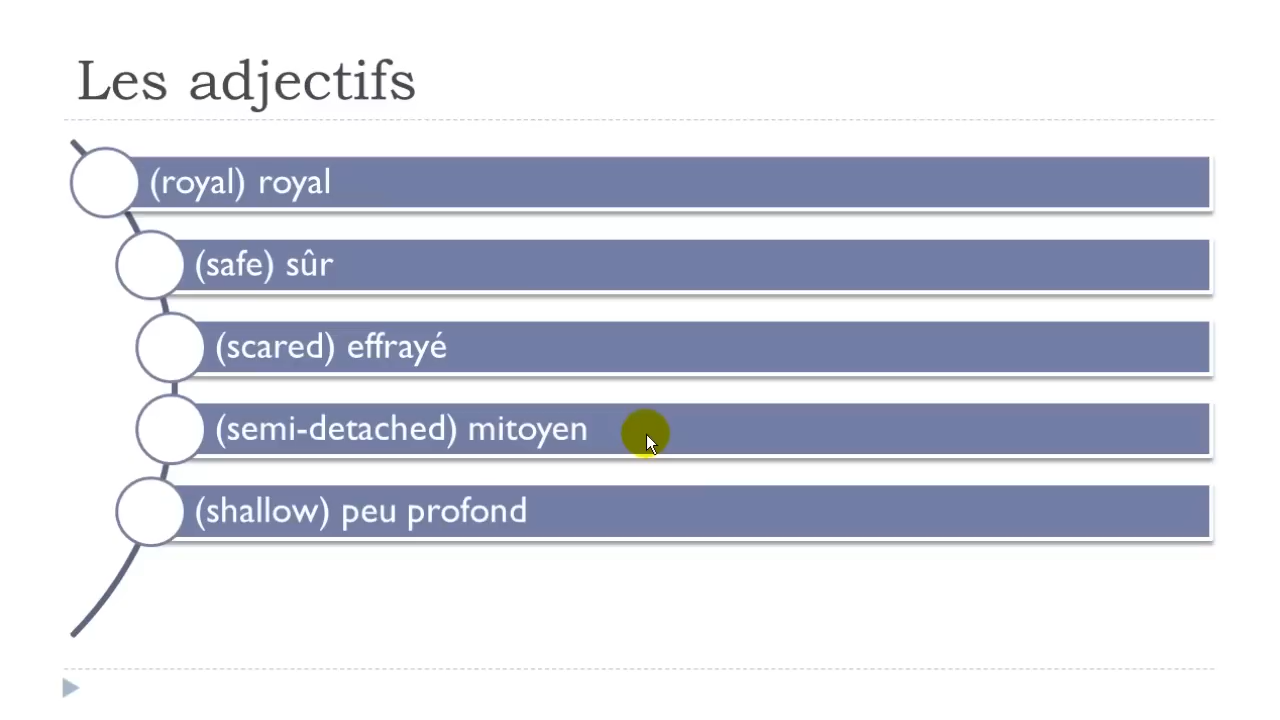 Les adjectifs
(royal) royal
(safe) sûr
(scared) effrayé
(semi-detached) mitoyen
(shallow) peu profond